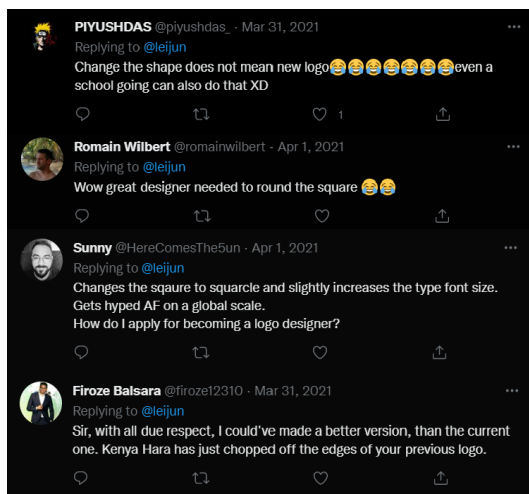 PIYUSHDAS @piyushdas_ · Mar 31, 2021
Replying to @leijun
Change the shape does not mean new logo😂😂😂😂😂😂😂even a
school going can also do that XD
1
Romain Wilbert @romainwilbert · Apr 1, 2021
Replying to @leijun
Wow great designer needed to round the square 😂😂
Sunny @HereComesThe5un · Apr 1, 2021
Replying to @leijun
Changes the sqaure to squarcle and slightly increases the type font size.
Gets hyped AF on a global scale.
How do I apply for becoming a logo designer?
Firoze Balsara @firoze12310 · Mar 31, 2021
Replying to @leijun
Sir, with all due respect, I could've made a better version, than the current
one. Kenya Hara has just chopped off the edges of your previous logo.